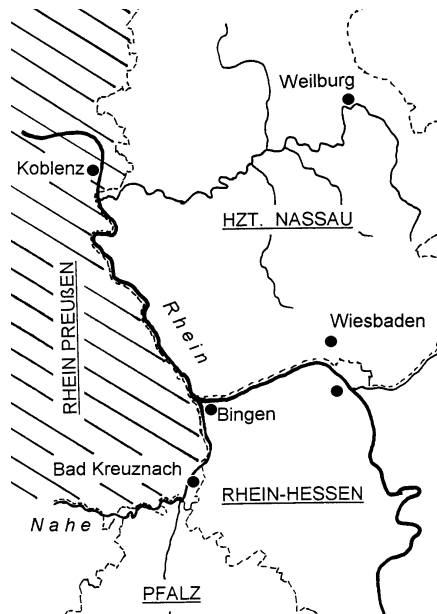 Weilburg
Koblenz
HZT. NASSAU
RHEIN PREUßEN
Rhein
Wiesbaden
Bingen
Bad Kreuznach
RHEIN-HESSEN
Nahe
PFALZ